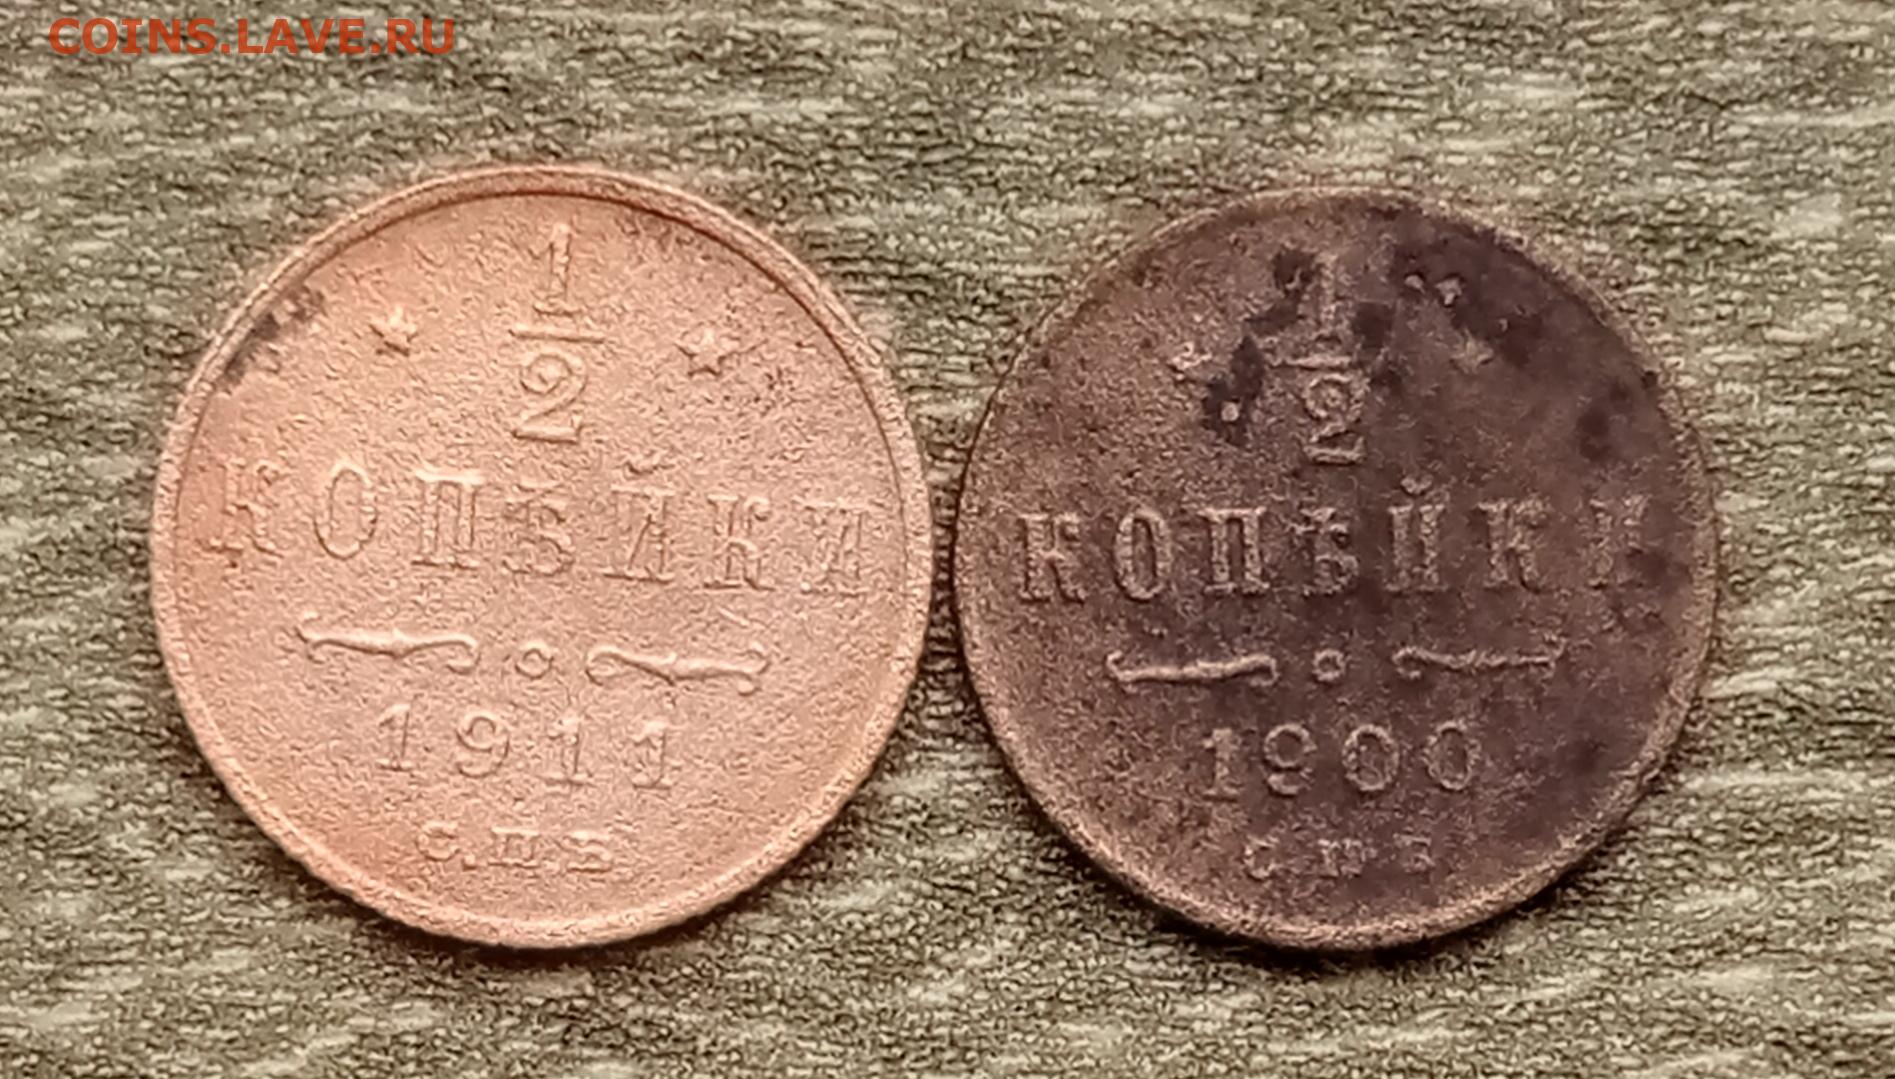 COINS.LAVE.RU
1
2
КОПѢЙКИ
1911
С.П.Б.
1
2
КОПѢЙКИ
1900
С.П.Б.